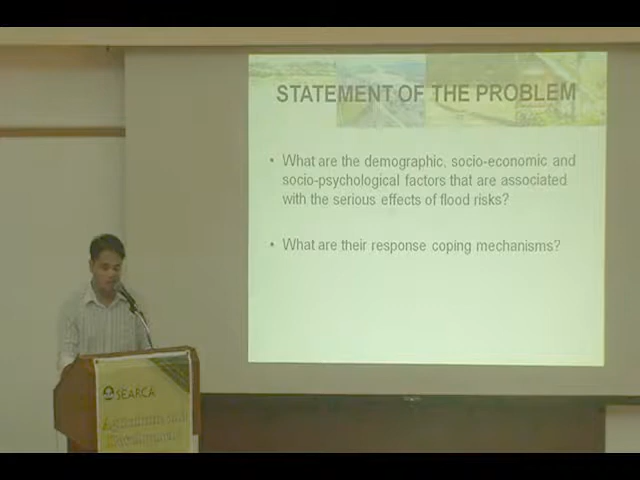 STATEMENT OF THE PROBLEM
• What are the demographic, socio-economic and
socio-psychological factors that are associated
with the serious effects of flood risks?
• What are their response coping mechanisms?
SEARCA